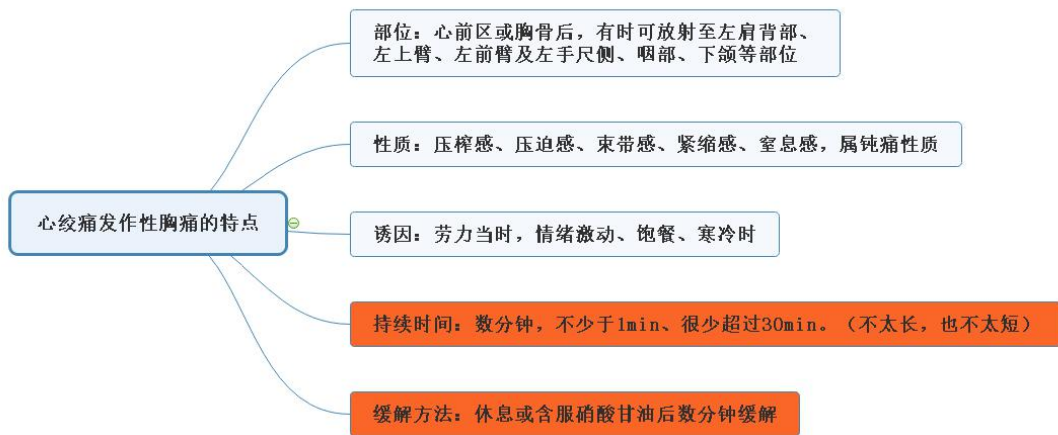 部位：心前区或胸骨后，有时可放射至左肩背部、
左上臂、左前臂及左手尺侧、咽部、下颌等部位
性质：压榨感、压迫感、束带感、紧缩感、窒息感，属钝痛性质
心绞痛发作性胸痛的特点
诱因：劳力当时，情绪激动、饱餐、寒冷时
持续时间：数分钟，不少于1min、很少超过30min。（不太长，也不太短）
缓解方法：休息或含服硝酸甘油后数分钟缓解